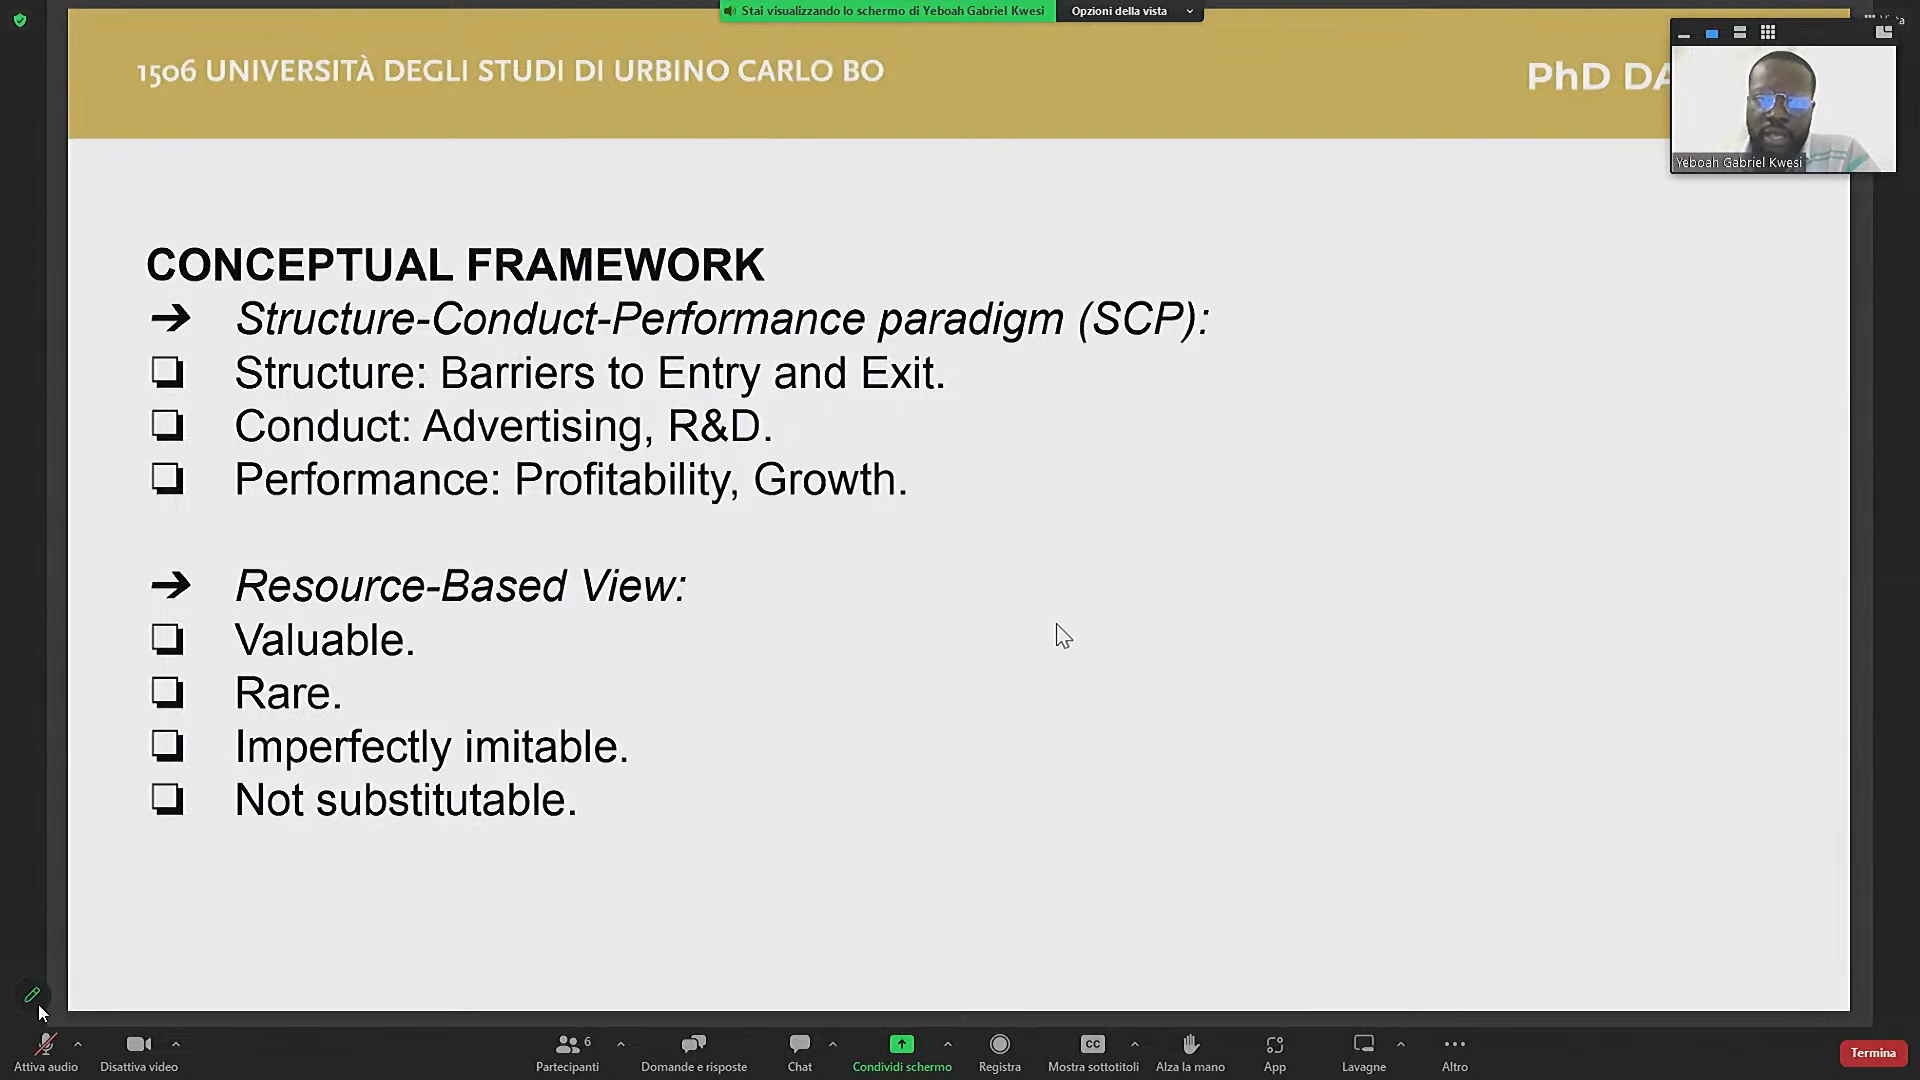 Stai visualizzando lo schermo di Yeboah Gabriel Kwesi
Opzioni della vista
1506 UNIVERSITÀ DEGLI STUDI DI URBINO CARLO BO
PhD
Yeboah Gabriel Kwesi
CONCEPTUAL FRAMEWORK
➔ Structure-Conduct-Performance paradigm (SCP):
❏ Structure: Barriers to Entry and Exit.
❏ Conduct: Advertising, R&D.
❏ Performance: Profitability, Growth.
➔ Resource-Based View:
❏ Valuable.
❏ Rare.
❏ Imperfectly imitable.
❏ Not substitutable.
6
Attiva audio
Disattiva video
Partecipanti
Domande e risposte
Chat
Condividi schermo
Registra
CC
Mostra sottotitoli
Alza la mano
App
Lavagne
Altro
Termina